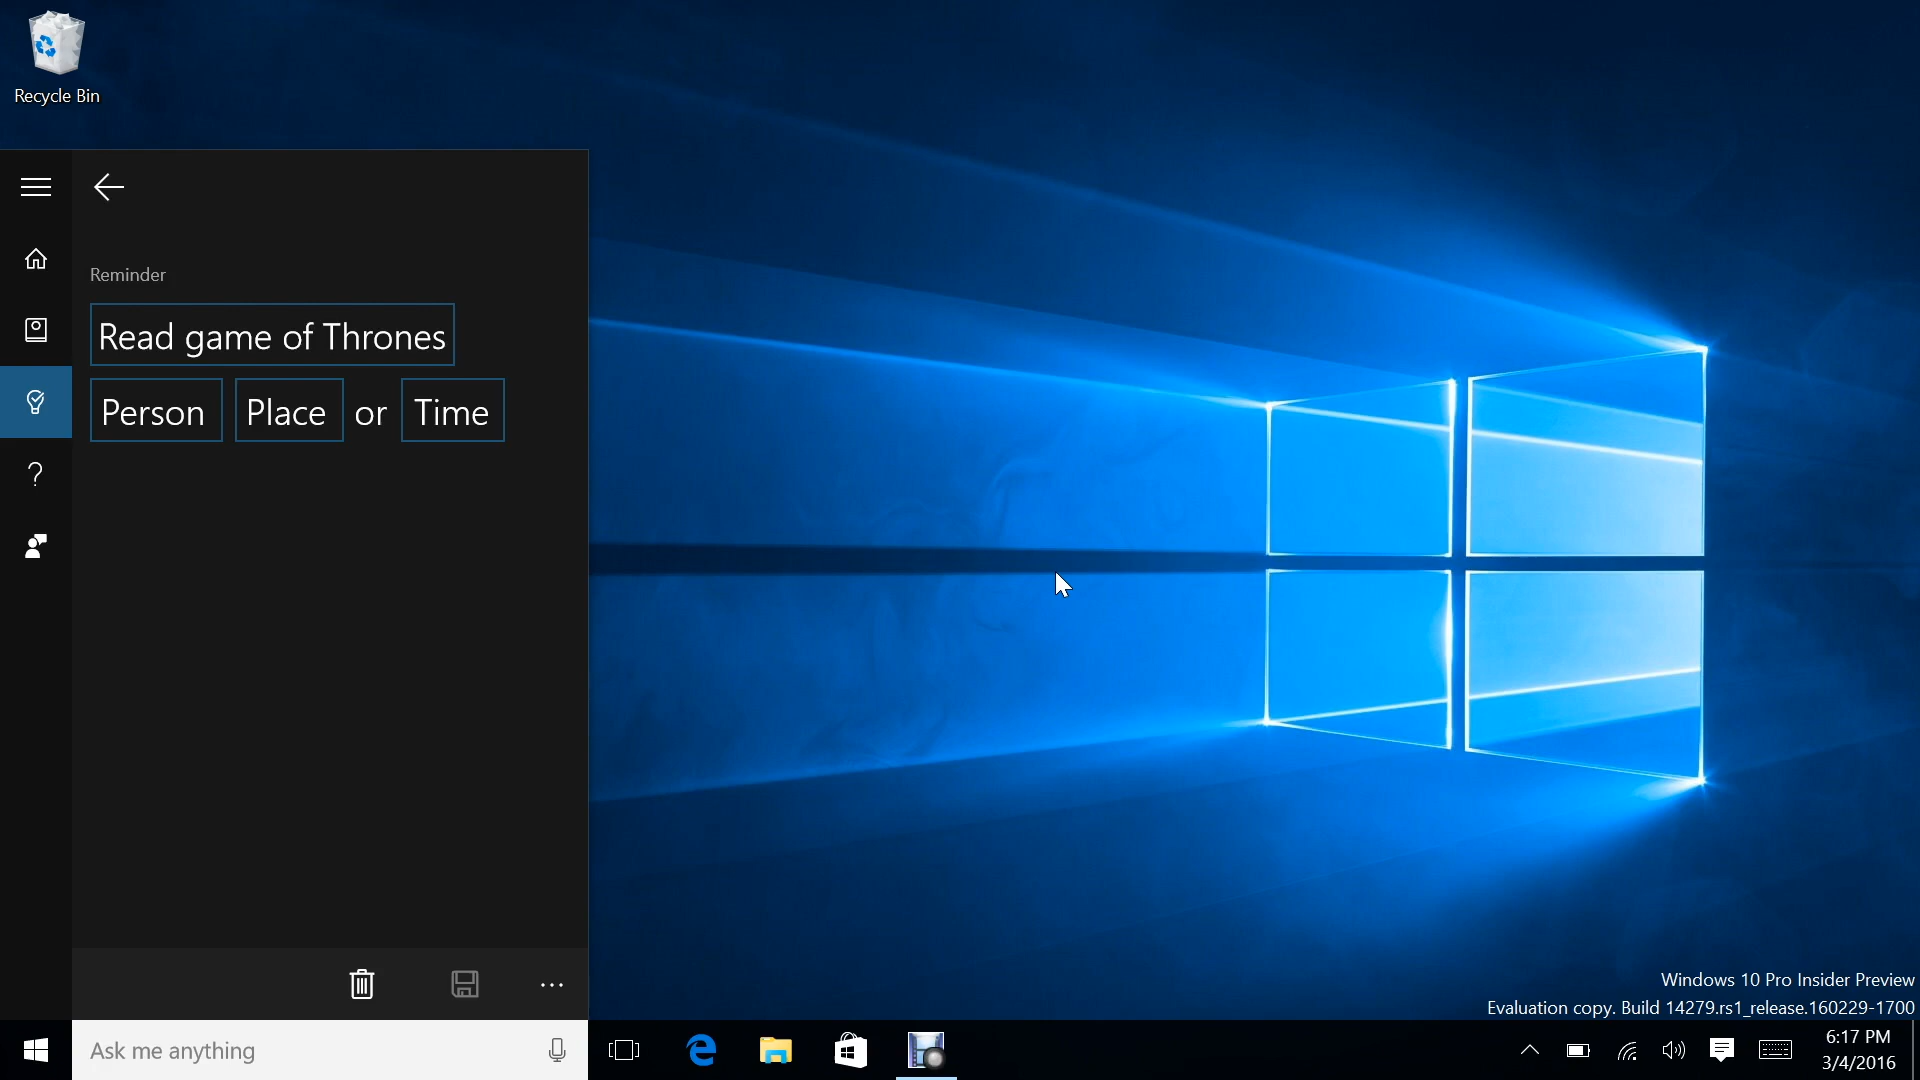 Recycle Bin
Reminder
Read game of Thrones
Person Place or Time
Windows 10 Pro Insider Preview
Evaluation copy. Build 14279.rs1_release.160229-1700
Ask me anything
6:17 PM
3/4/2016